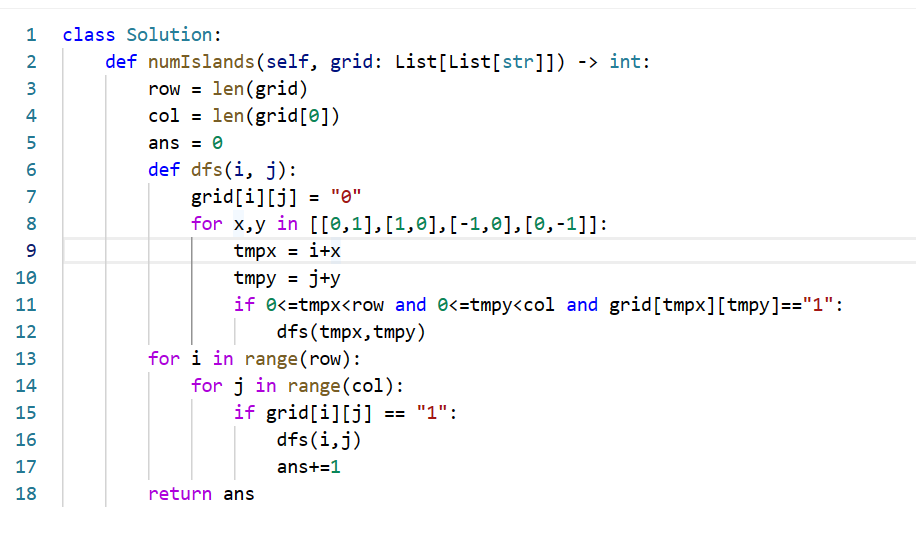 1 class Solution:
2     def numIslands(self, grid: List[List[str]]) -> int:
3         row = len(grid)
4         col = len(grid[0])
5         ans = 0
6         def dfs(i, j):
7             grid[i][j] = "0"
8             for x,y in [[0,1],[1,0],[-1,0],[0,-1]]:
9                 tmpx = i+x
10                 tmpy = j+y
11                 if 0<=tmpx<row and 0<=tmpy<col and grid[tmpx][tmpy]=="1":
12                     dfs(tmpx,tmpy)
13         for i in range(row):
14             for j in range(col):
15                 if grid[i][j] == "1":
16                     dfs(i,j)
17                     ans+=1
18         return ans